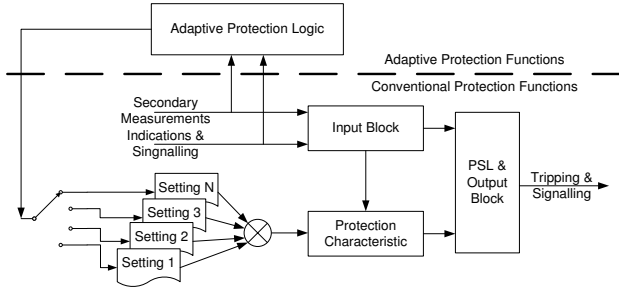 Adaptive Protection Logic
Adaptive Protection Functions
Conventional Protection Functions
Secondary
Measurements
Indications &
Singnalling
Input Block
PSL &
Output
Block
Tripping &
Signalling
Setting N
Setting 3
Setting 2
Setting 1
Protection
Characteristic